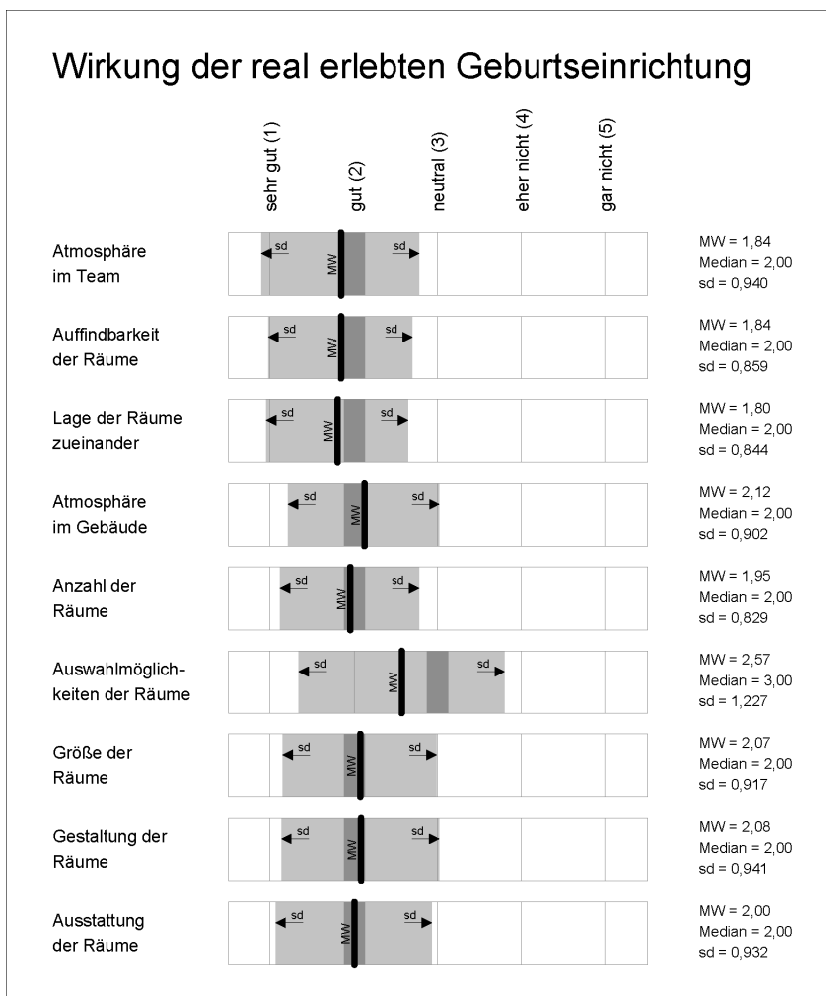 Wirkung der real erlebten Geburtseinrichtung
sehr gut (1)
gut (2)
neutral (3)
eher nicht (4)
gar nicht (5)
Atmosphäre
im Team
sd
MW
sd
MW = 1,84
Median = 2,00
sd = 0,940
Auffindbarkeit
der Räume
sd
MW
sd
MW = 1,84
Median = 2,00
sd = 0,859
Lage der Räume
zueinander
sd
MW
sd
MW = 1,80
Median = 2,00
sd = 0,844
Atmosphäre
im Gebäude
sd
MW
sd
MW = 2,12
Median = 2,00
sd = 0,902
Anzahl der
Räume
sd
MW
sd
MW = 1,95
Median = 2,00
sd = 0,829
Auswahlmöglich-
keiten der Räume
sd
MW
sd
MW = 2,57
Median = 3,00
sd = 1,227
Größe der
Räume
sd
MW
sd
MW = 2,07
Median = 2,00
sd = 0,917
Gestaltung der
Räume
sd
MW
sd
MW = 2,08
Median = 2,00
sd = 0,941
Ausstattung
der Räume
sd
MW
sd
MW = 2,00
Median = 2,00
sd = 0,932